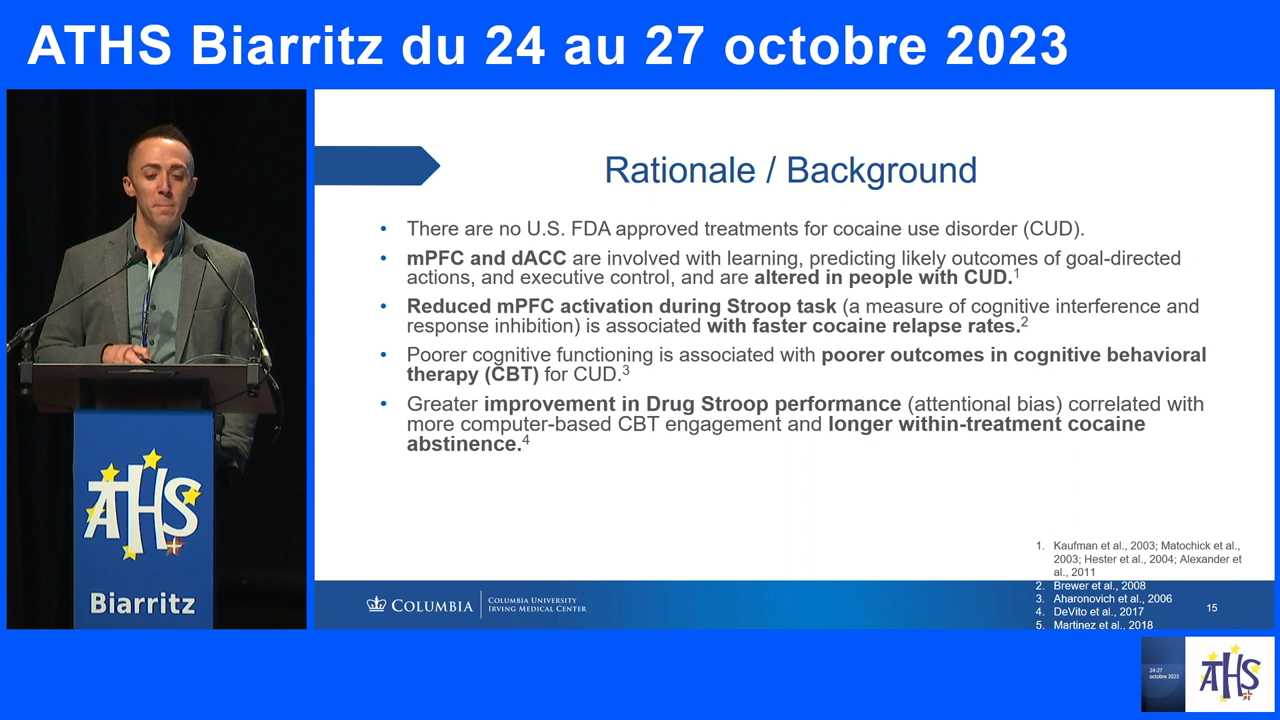 ATHS Biarritz du 24 au 27 octobre 2023
Rationale / Background
• There are no U.S. FDA approved treatments for cocaine use disorder (CUD).
• mPFC and dACC are involved with learning, predicting likely outcomes of goal-directed
actions, and executive control, and are altered in people with CUD.1
• Reduced mPFC activation during Stroop task (a measure of cognitive interference and
response inhibition) is associated with faster cocaine relapse rates.2
• Poorer cognitive functioning is associated with poorer outcomes in cognitive behavioral
therapy (CBT) for CUD.3
• Greater improvement in Drug Stroop performance (attentional bias) correlated with
more computer-based CBT engagement and longer within-treatment cocaine
abstinence.4
1. Kaufman et al., 2003; Matochick et al.,
2003; Hester et al., 2004; Alexander et
al., 2011
2. Brewer et al., 2008
3. Aharonovich et al., 2006
4. DeVito et al., 2017
5. Martinez et al., 2018
COLUMBIA
COLUMBIA UNIVERSITY
IRVING MEDICAL CENTER
15
ATHS
Biarritz
24-27
octobre 2023
ATHS